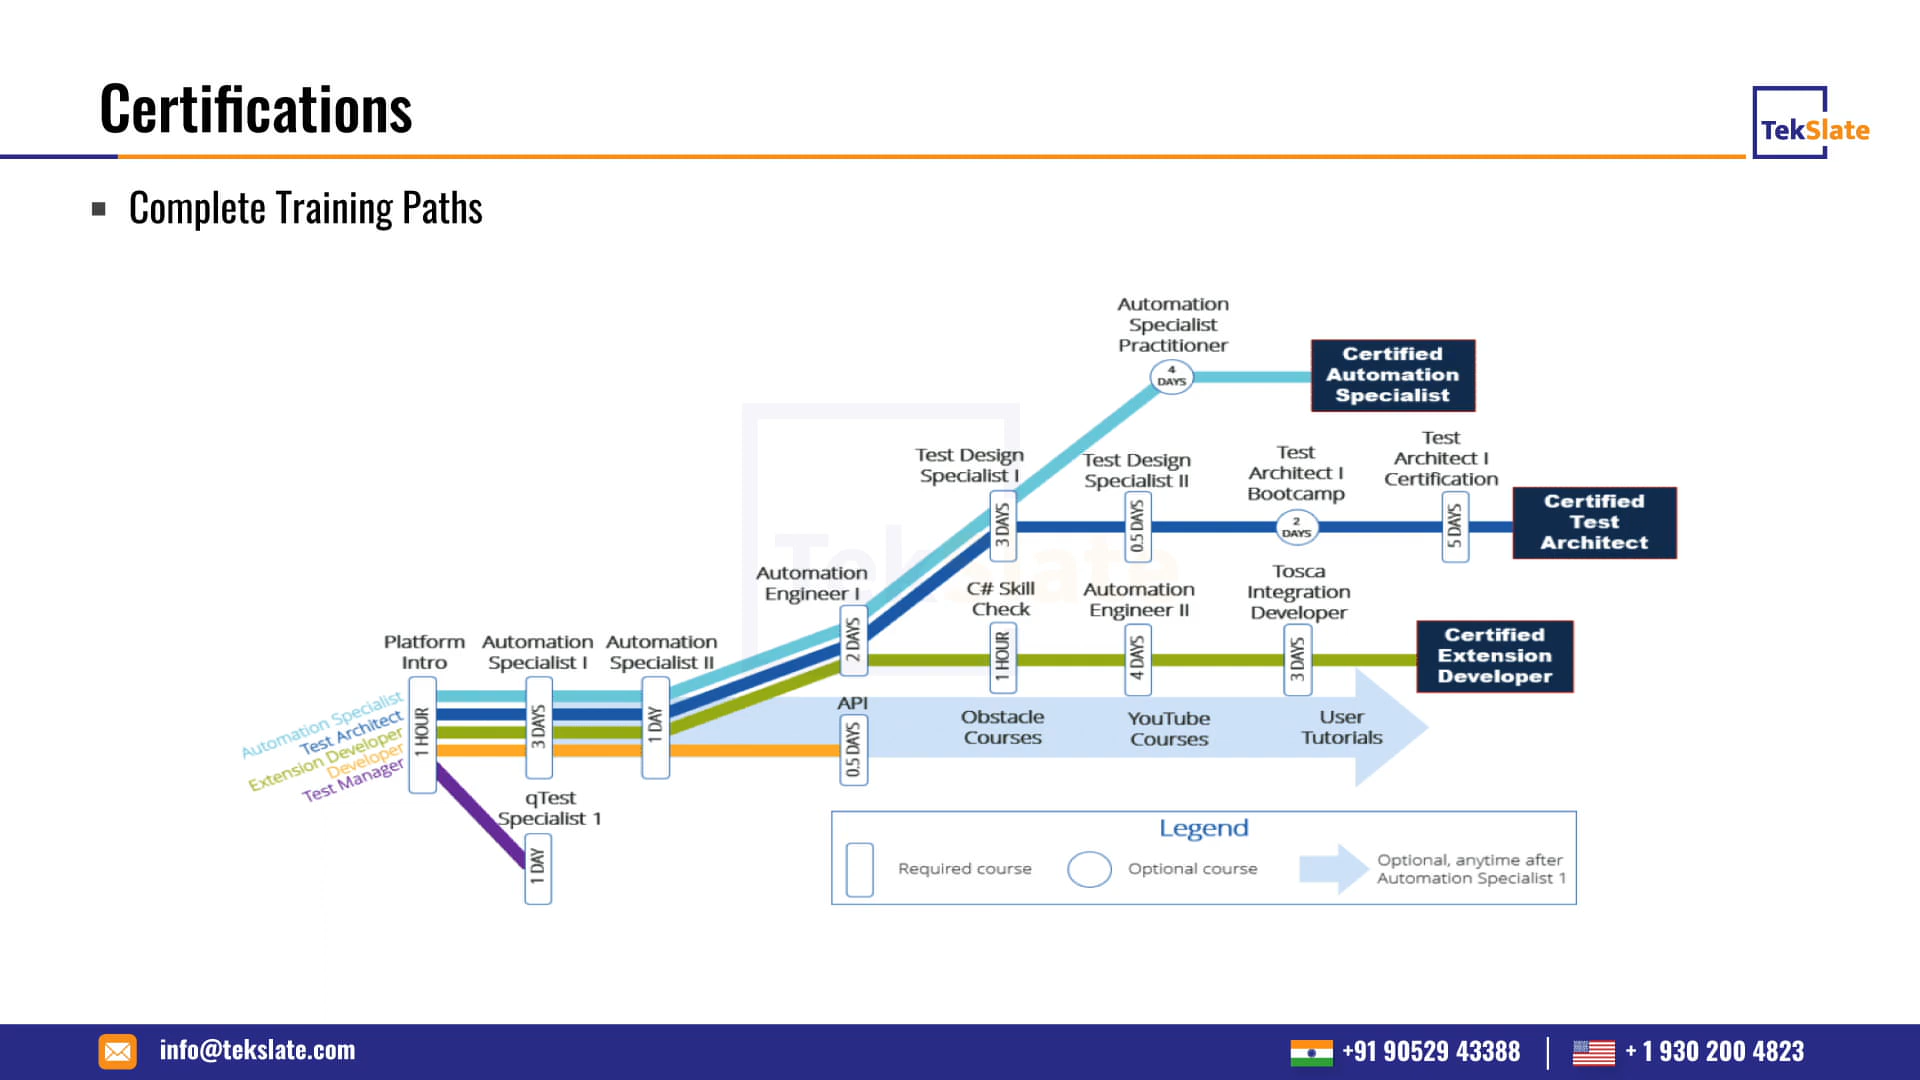 Certifications
TekSlate
Complete Training Paths
Automation
Specialist
Practitioner
4
DAYS
Certified
Automation
Specialist
Test Design
Specialist I
3 DAYS
Test Design
Specialist II
0.5 DAYS
Test
Architect I
Bootcamp
2
DAYS
Test
Architect I
Certification
5 DAYS
Certified
Test
Architect
TekSlate
Automation
Engineer I
2 DAYS
C# Skill
Check
1 HOUR
Automation
Engineer II
4 DAYS
Tosca
Integration
Developer
3 DAYS
Certified
Extension
Developer
Platform
Intro
1 HOUR
Automation
Specialist I
3 DAYS
Automation
Specialist II
1 DAY
Automation Specialist
Test Architect
Extension Developer
Developer
Test Manager
API
0.5 DAYS
Obstacle
Courses
YouTube
Courses
User
Tutorials
qTest
Specialist 1
1 DAY
Legend
Required course
Optional course
Optional, anytime after
Automation Specialist 1
info@tekslate.com
+91 90529 43388
+ 1 930 200 4823